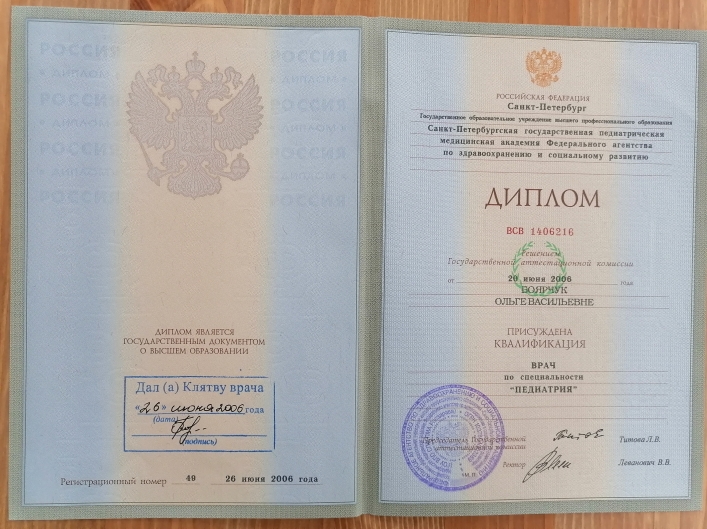 РОССИЯ
ДИПЛОМ ЯВЛЯЕТСЯ
ГОСУДАРСТВЕННЫМ ДОКУМЕНТОМ
О ВЫСШЕМ ОБРАЗОВАНИИ
Дал (а) Клятву врача
"26" июня 2006 года
(дата)
(подпись)
Регистрационный номер 49 26 июня 2006 года
РОССИЙСКАЯ ФЕДЕРАЦИЯ
Санкт-Петербург
Государственное образовательное учреждение высшего профессионального образования
Санкт-Петербургская государственная педиатрическая
медицинская академия Федерального агентства
по здравоохранению и социальному развитию
ДИПЛОМ
ВСВ 1406216
Решением
Государственной аттестационной комиссии
от 20 июня 2006 года
БОЯРЧУК
ОЛЬГЕ ВАСИЛЬЕВНЕ
ПРИСУЖДЕНА
КВАЛИФИКАЦИЯ
ВРАЧ
по специальности
"ПЕДИАТРИЯ"
Председатель Государственной
аттестационной комиссии Титова Л.В.
Ректор Леванович В.В.
М.П.